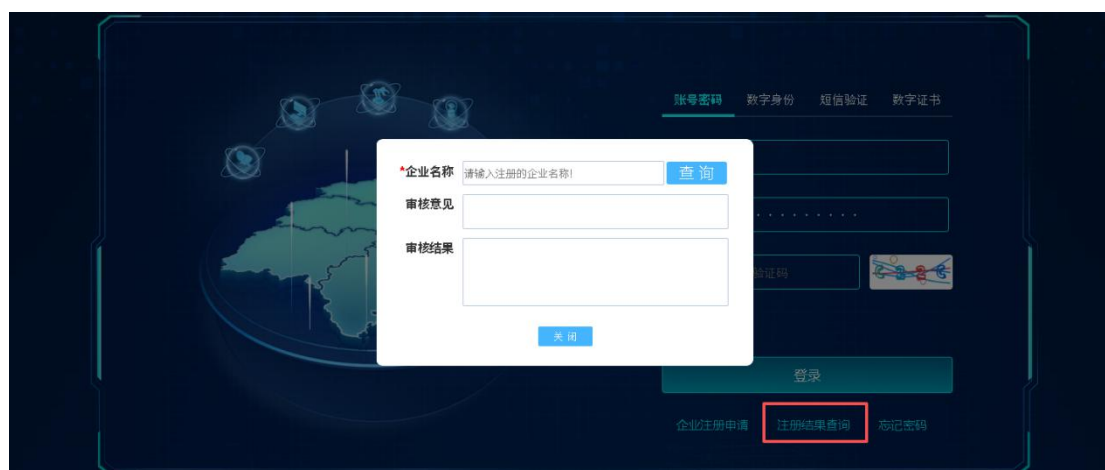 账号密码 数字身份 短信验证 数字证书
*企业名称 请输入注册的企业名称! 查询
审核意见
审核结果
验证码
关闭
登录
企业注册申请 注册结果查询 忘记密码